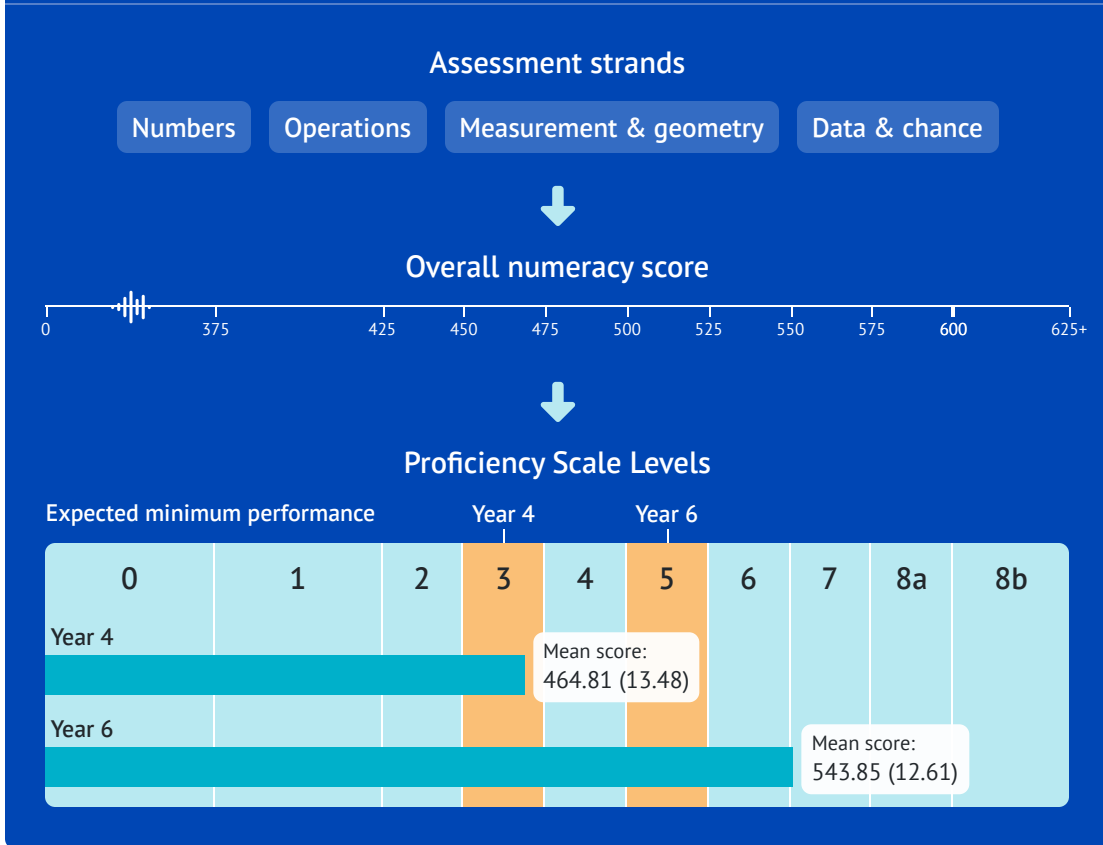 Assessment strands
Numbers
Operations
Measurement & geometry
Data & chance
Overall numeracy score
0
375
425
450
475
500
525
550
575
600
625+
Proficiency Scale Levels
Expected minimum performance
Year 4
Year 6
0
1
2
3
4
5
6
7
8a
8b
Year 4
Mean score:
464.81 (13.48)
Year 6
Mean score:
543.85 (12.61)